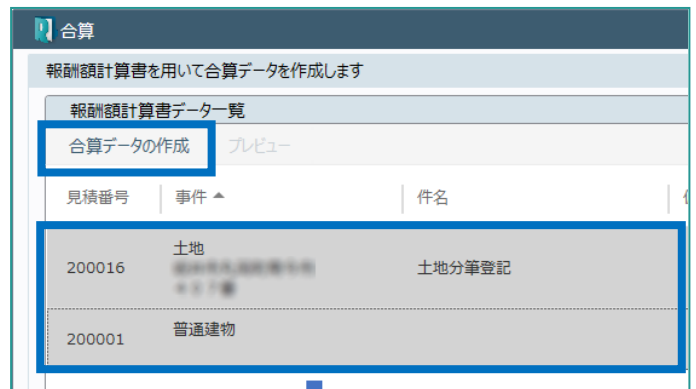 合算
報酬額計算書を用いて合算データを作成します
報酬額計算書データ一覧
合算データの作成 プレビュー
見積番号 事件 件名
200016 土地 土地分筆登記
200001 普通建物